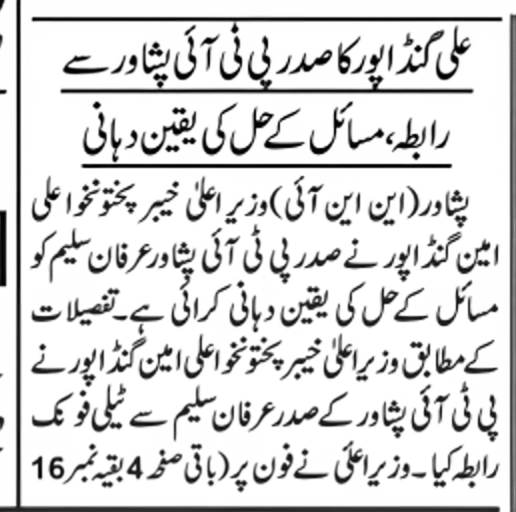 علی گنڈاپور کا صدر پی ٹی آئی پشاور سے
رابطہ، مسائل کے حل کی یقین دہانی
پشاور (این این آئی) وزیر اعلیٰ خیبر پختونخوا علی
امین گنڈاپور نے صدر پی ٹی آئی پشاور عرفان سلیم کو
مسائل کے حل کی یقین دہانی کرائی ہے۔ تفصیلات
کے مطابق وزیر اعلیٰ خیبر پختونخوا علی امین گنڈاپور نے
پی ٹی آئی پشاور کے صدر عرفان سلیم سے ٹیلی فونک
رابطہ کیا۔ وزیر اعلیٰ نے فون پر (باقی صفحہ 4 بقیہ نمبر 16